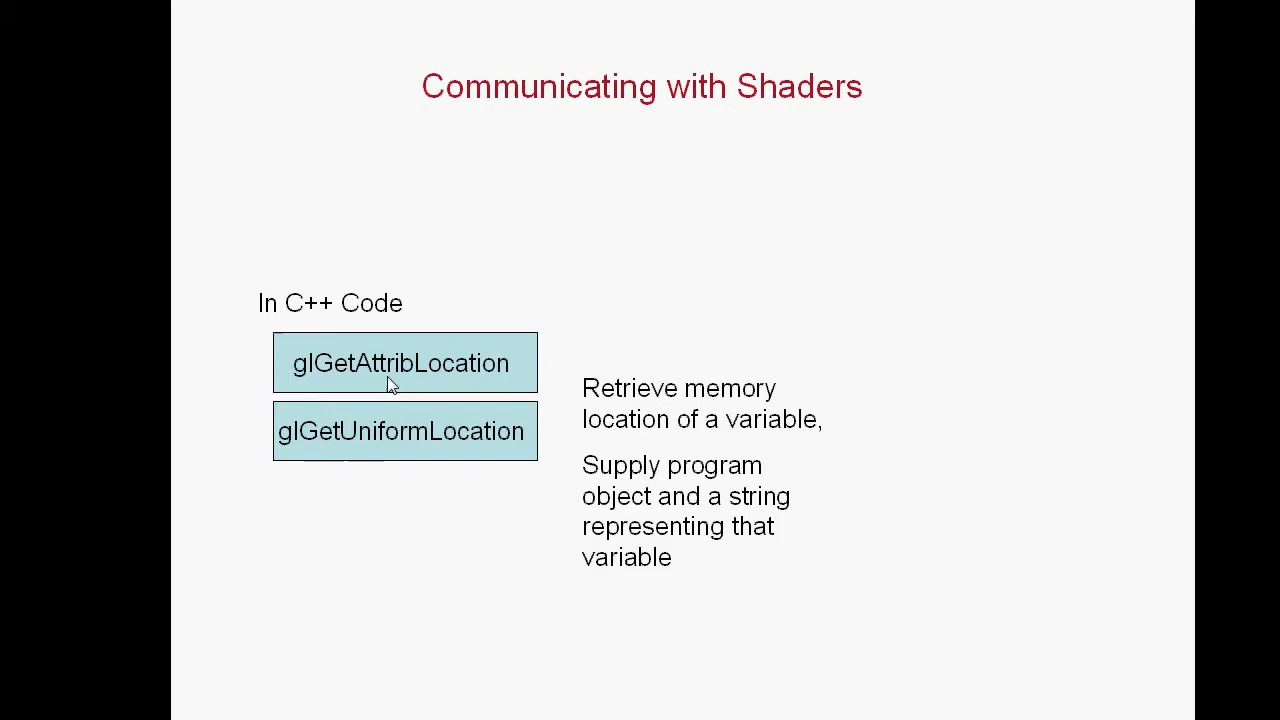 Communicating with Shaders
In C++ Code
glGetAttribLocation
glGetUniformLocation
Retrieve memory
location of a variable,
Supply program
object and a string
representing that
variable